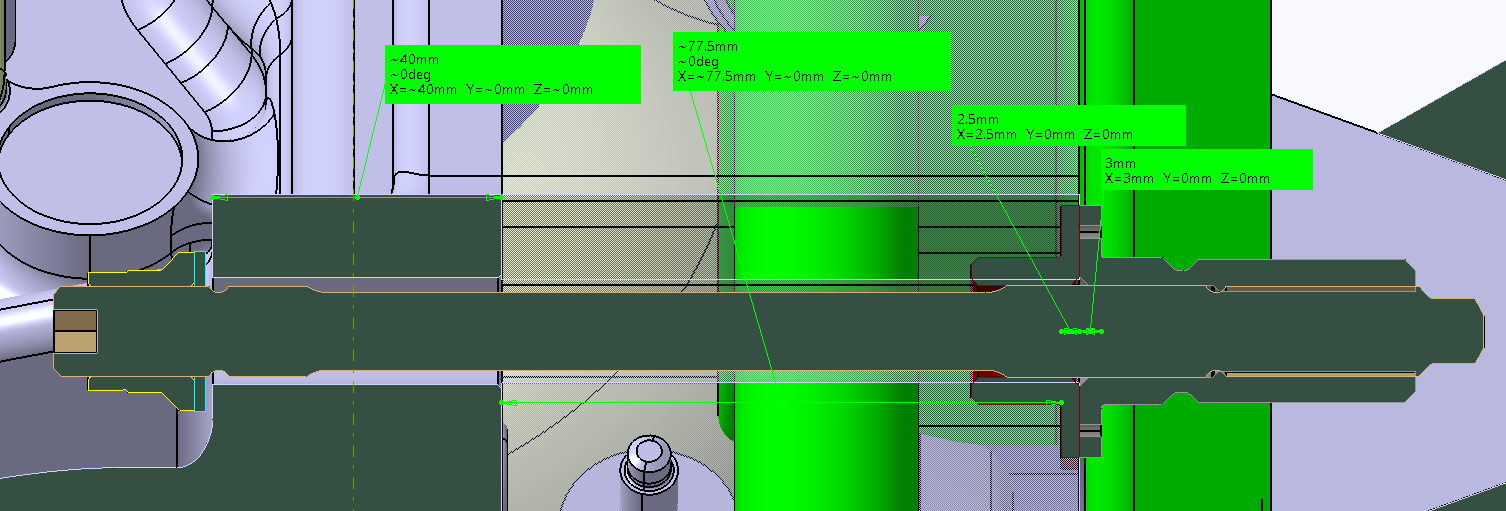 ~40mm
~0deg
X=~40mm Y=~0mm Z=~0mm
~77.5mm
~0deg
X=~77.5mm Y=~0mm Z=~0mm
2.5mm
X=2.5mm Y=0mm Z=0mm
3mm
X=3mm Y=0mm Z=0mm